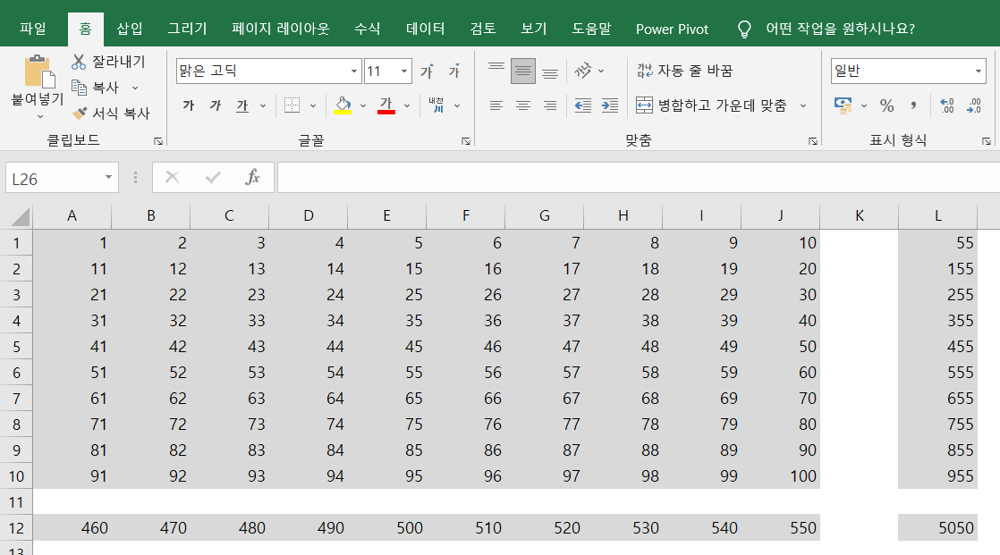 파일 홈 삽입 그리기 페이지 레이아웃 수식 데이터 검토 보기 도움말 Power Pivot 어떤 작업을 원하시나요?
붙여넣기
잘라내기
복사
서식 복사
클립보드
맑은 고딕 11 가 가
가 가 가 가 내천 川
글꼴
자동 줄 바꿈
병합하고 가운데 맞춤
맞춤
일반
% , .00 .00
표시 형식
L26 fx
A B C D E F G H I J K L
1 1 2 3 4 5 6 7 8 9 10 55
2 11 12 13 14 15 16 17 18 19 20 155
3 21 22 23 24 25 26 27 28 29 30 255
4 31 32 33 34 35 36 37 38 39 40 355
5 41 42 43 44 45 46 47 48 49 50 455
6 51 52 53 54 55 56 57 58 59 60 555
7 61 62 63 64 65 66 67 68 69 70 655
8 71 72 73 74 75 76 77 78 79 80 755
9 81 82 83 84 85 86 87 88 89 90 855
10 91 92 93 94 95 96 97 98 99 100 955
11
12 460 470 480 490 500 510 520 530 540 550 5050
13